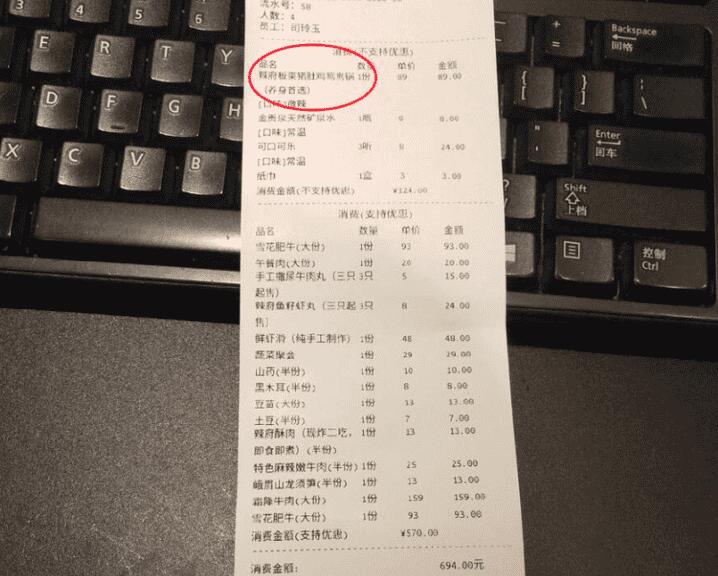 流水号: 58
人数: 4
员工: 司玲玉
消费(不支持优惠)
品名 数量 单价 金额
辣府板栗猪肚鸡鸳鸯锅 1份 89 89.00
(养身首选)
[口味]微辣
天然矿泉水 1瓶 8 8.00
[口味]常温
可口可乐 3听 8 24.00
[口味]常温
纸巾 1盒 3 3.00
消费金额(不支持优惠) ¥124.00
消费(支持优惠)
品名 数量 单价 金额
雪花肥牛(大份) 1份 93 93.00
午餐肉(大份) 1份 20 20.00
手工撒尿牛肉丸(三只 3只 5 15.00
起售)
辣府鱼籽虾丸(三只起 3只 8 24.00
售)
鲜虾滑(纯手工制作) 1份 48 48.00
蔬菜聚会 1份 29 29.00
山药(半份) 1份 10 10.00
黑木耳(半份) 1份 8 8.00
豆苗(大份) 1份 13 13.00
土豆(半份) 1份 7 7.00
辣府酥肉(现炸二吃, 1份 13 13.00
即食即煮)(半份)
特色麻辣嫩牛肉(半份) 1份 25 25.00
峨眉山龙须笋(半份) 1份 13 13.00
霜降牛肉(大份) 1份 159 159.00
雪花肥牛(大份) 1份 93 93.00
消费金额(支持优惠) ¥570.00
消费金额: 694.00元
4
5
6
E
R
T
Y
D
F
G
H
X
C
V
B
+
=
Backspace
回格
{
[
}
]
|
\
"
'
Enter
回车
?
/
Shift
上档
控制
Ctrl